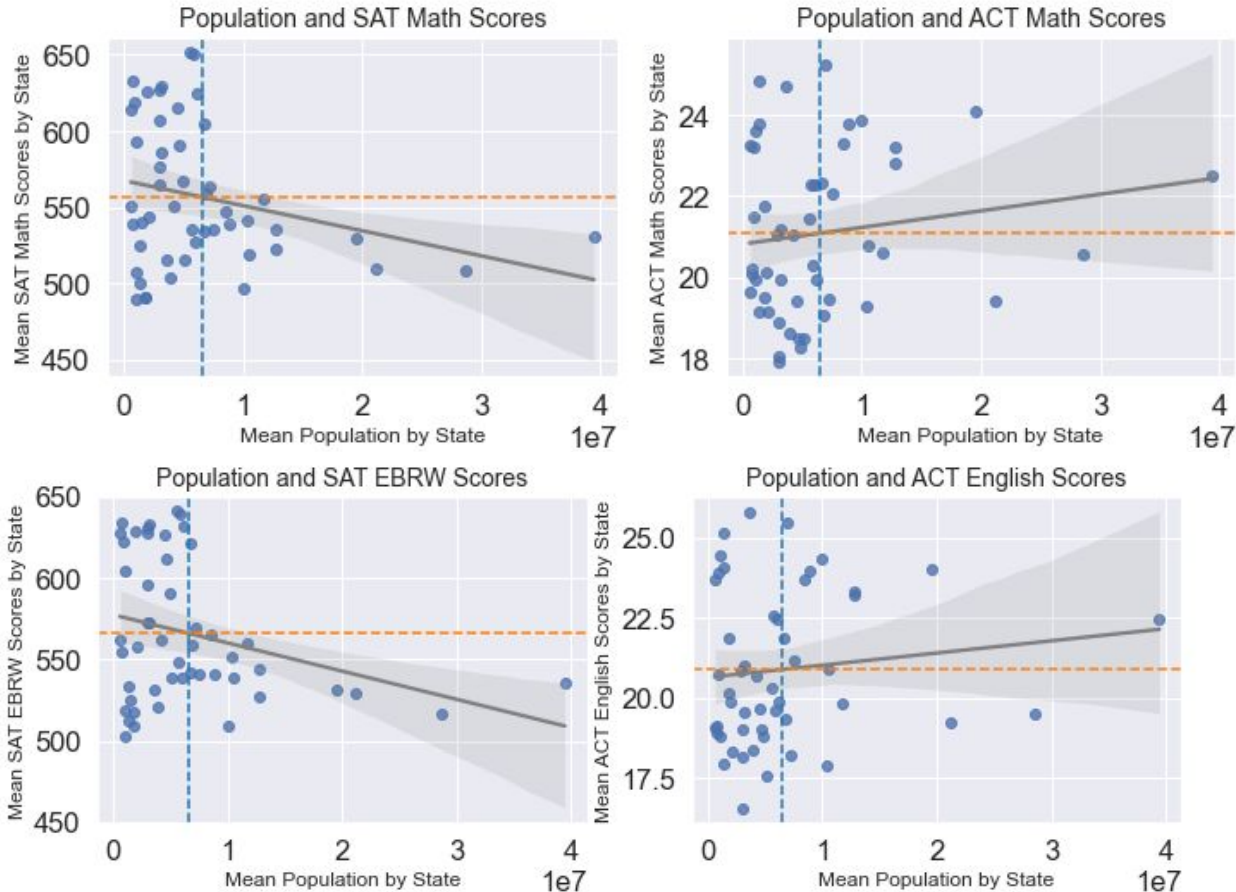 Population and SAT Math Scores
Mean SAT Math Scores by State
650
600
550
500
450
0 1 2 3 4
Mean Population by State
1e7
Population and ACT Math Scores
Mean ACT Math Scores by State
24
22
20
18
0 1 2 3 4
Mean Population by State
1e7
Population and SAT EBRW Scores
Mean SAT EBRW Scores by State
650
600
550
500
450
0 1 2 3 4
Mean Population by State
1e7
Population and ACT English Scores
Mean ACT English Scores by State
25.0
22.5
20.0
17.5
0 1 2 3 4
Mean Population by State
1e7